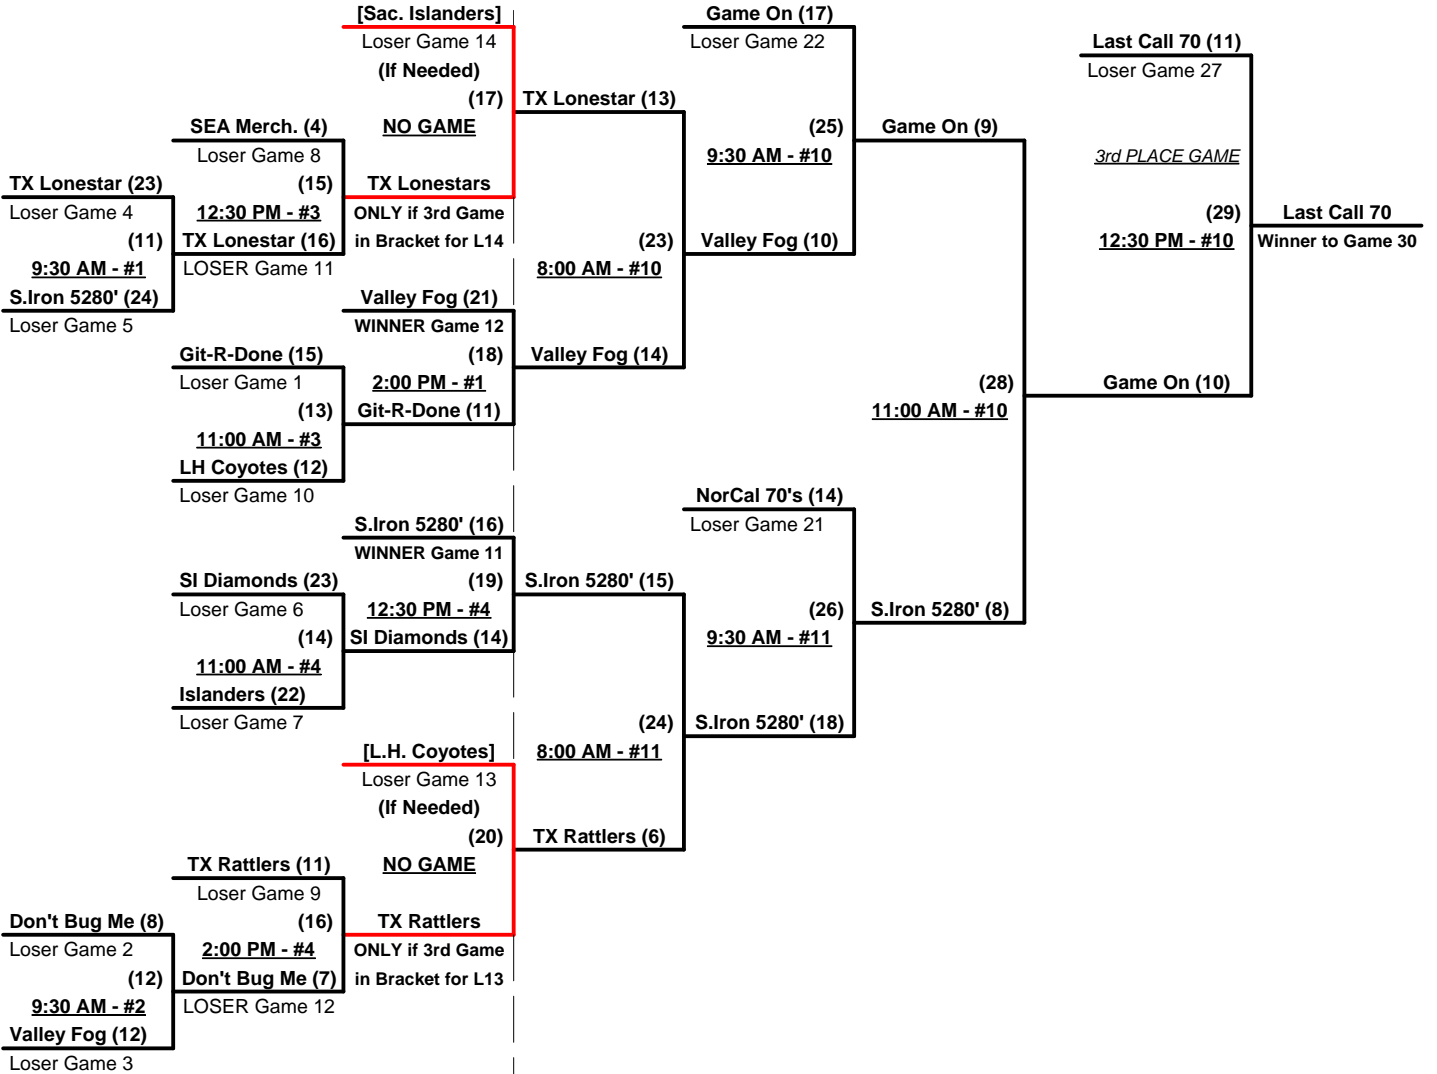 [Sac. Islanders]
Loser Game 14
(If Needed)
(17)
NO GAME
TX Lonestars
ONLY if 3rd Game
in Bracket for L14
SEA Merch. (4)
Loser Game 8
(15)
12:30 PM - #3
TX Lonestar (16)
LOSER Game 11
TX Lonestar (23)
Loser Game 4
(11)
9:30 AM - #1
S.Iron 5280' (24)
Loser Game 5
Valley Fog (21)
WINNER Game 12
(18)
2:00 PM - #1
Git-R-Done (11)
Git-R-Done (15)
Loser Game 1
(13)
11:00 AM - #3
LH Coyotes (12)
Loser Game 10
S.Iron 5280' (16)
WINNER Game 11
(19)
12:30 PM - #4
SI Diamonds (14)
SI Diamonds (23)
Loser Game 6
(14)
11:00 AM - #4
Islanders (22)
Loser Game 7
[L.H. Coyotes]
Loser Game 13
(If Needed)
(20)
NO GAME
TX Rattlers
ONLY if 3rd Game
in Bracket for L13
TX Rattlers (11)
Loser Game 9
(16)
2:00 PM - #4
Don't Bug Me (7)
LOSER Game 12
Don't Bug Me (8)
Loser Game 2
(12)
9:30 AM - #2
Valley Fog (12)
Loser Game 3
TX Lonestar (13)
(23)
8:00 AM - #10
Valley Fog (14)
S.Iron 5280' (15)
(24)
8:00 AM - #11
TX Rattlers (6)
Game On (17)
Loser Game 22
(25)
9:30 AM - #10
Valley Fog (10)
NorCal 70's (14)
Loser Game 21
(26)
9:30 AM - #11
S.Iron 5280' (18)
Game On (9)
(28)
11:00 AM - #10
S.Iron 5280' (8)
Last Call 70 (11)
Loser Game 27
3rd PLACE GAME
(29)
12:30 PM - #10
Game On (10)
Last Call 70
Winner to Game 30